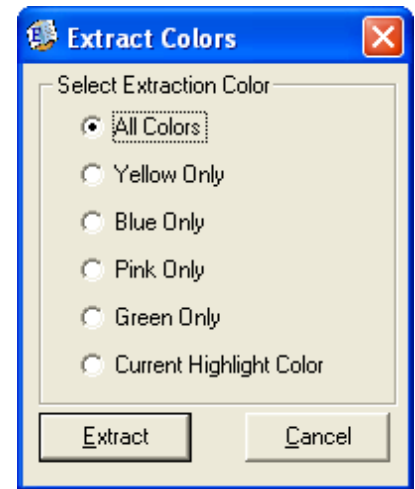 Extract Colors
Select Extraction Color
All Colors
Yellow Only
Blue Only
Pink Only
Green Only
Current Highlight Color
Extract Cancel